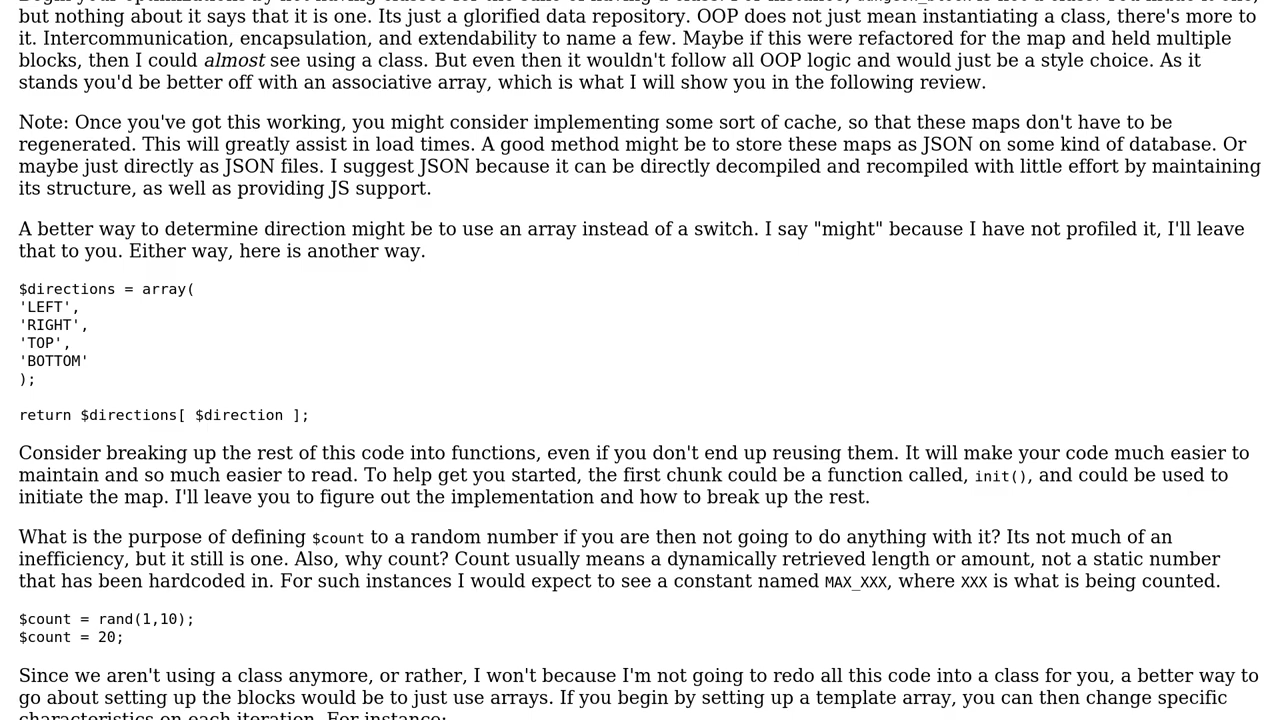 but nothing about it says that it is one. Its just a glorified data repository. OOP does not just mean instantiating a class, there's more to
it. Intercommunication, encapsulation, and extendability to name a few. Maybe if this were refactored for the map and held multiple
blocks, then I could almost see using a class. But even then it wouldn't follow all OOP logic and would just be a style choice. As it
stands you'd be better off with an associative array, which is what I will show you in the following review.
Note: Once you've got this working, you might consider implementing some sort of cache, so that these maps don't have to be
regenerated. This will greatly assist in load times. A good method might be to store these maps as JSON on some kind of database. Or
maybe just directly as JSON files. I suggest JSON because it can be directly decompiled and recompiled with little effort by maintaining
its structure, as well as providing JS support.
A better way to determine direction might be to use an array instead of a switch. I say "might" because I have not profiled it, I'll leave
that to you. Either way, here is another way.
$directions = array(
'LEFT',
'RIGHT',
'TOP',
'BOTTOM'
);
return $directions[ $direction ];
Consider breaking up the rest of this code into functions, even if you don't end up reusing them. It will make your code much easier to
maintain and so much easier to read. To help get you started, the first chunk could be a function called, init(), and could be used to
initiate the map. I'll leave you to figure out the implementation and how to break up the rest.
What is the purpose of defining $count to a random number if you are then not going to do anything with it? Its not much of an
inefficiency, but it still is one. Also, why count? Count usually means a dynamically retrieved length or amount, not a static number
that has been hardcoded in. For such instances I would expect to see a constant named MAX_XXX, where XXX is what is being counted.
$count = rand(1,10);
$count = 20;
Since we aren't using a class anymore, or rather, I won't because I'm not going to redo all this code into a class for you, a better way to
go about setting up the blocks would be to just use arrays. If you begin by setting up a template array, you can then change specific
characteristics on each iteration. For instance: